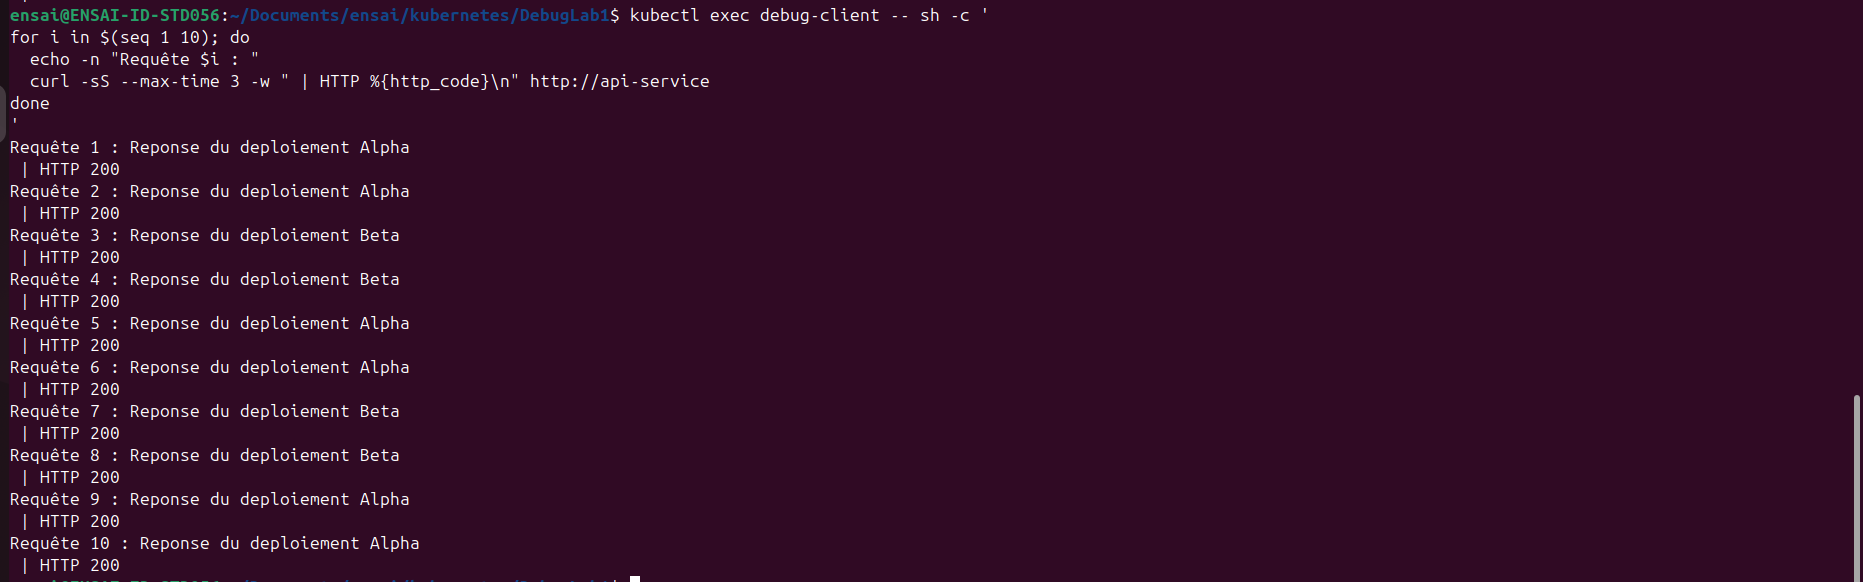 ensai@ENSAI-ID-STD056:~/Documents/ensai/kubernetes/DebugLab1$ kubectl exec debug-client -- sh -c '
for i in $(seq 1 10); do
  echo -n "Requête $i : "
  curl -sS --max-time 3 -w " | HTTP %{http_code}\n" http://api-service
done
'
Requête 1 : Reponse du deploiement Alpha
 | HTTP 200
Requête 2 : Reponse du deploiement Alpha
 | HTTP 200
Requête 3 : Reponse du deploiement Beta
 | HTTP 200
Requête 4 : Reponse du deploiement Beta
 | HTTP 200
Requête 5 : Reponse du deploiement Alpha
 | HTTP 200
Requête 6 : Reponse du deploiement Alpha
 | HTTP 200
Requête 7 : Reponse du deploiement Beta
 | HTTP 200
Requête 8 : Reponse du deploiement Beta
 | HTTP 200
Requête 9 : Reponse du deploiement Alpha
 | HTTP 200
Requête 10 : Reponse du deploiement Alpha
 | HTTP 200